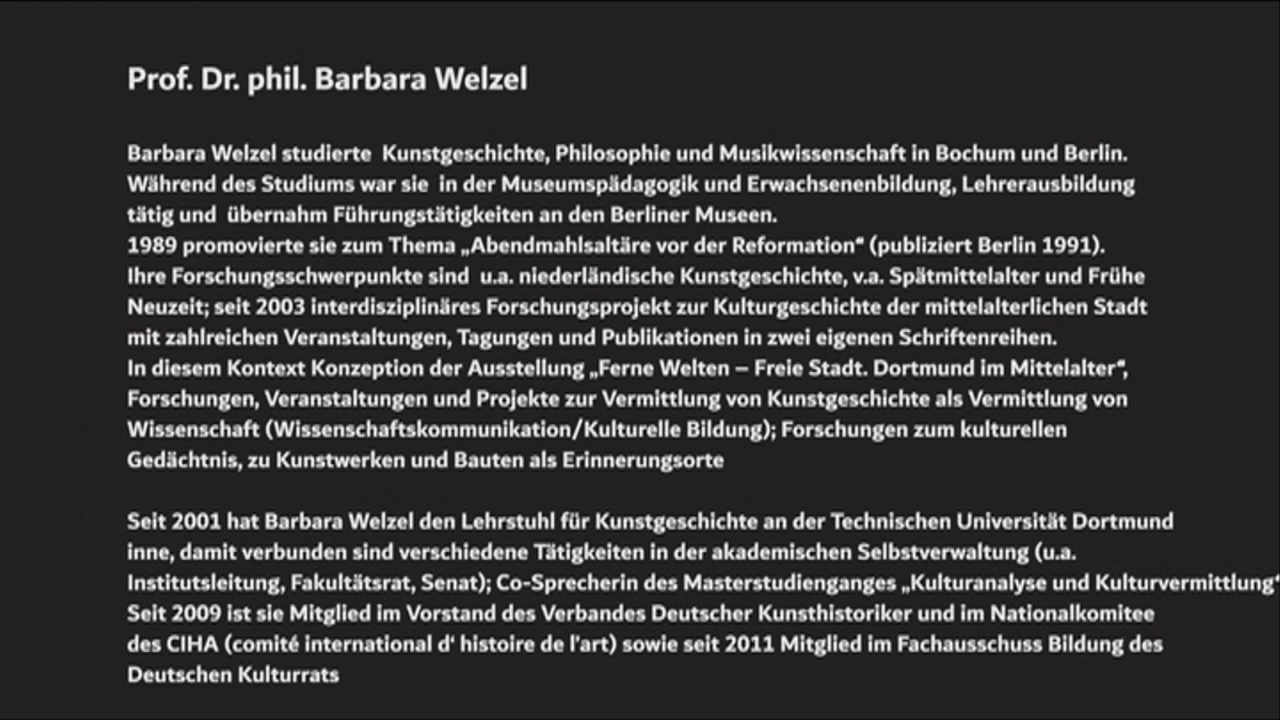 Prof. Dr. phil. Barbara Welzel
Barbara Welzel studierte  Kunstgeschichte, Philosophie und Musikwissenschaft in Bochum und Berlin.
Während des Studiums war sie  in der Museumspädagogik und Erwachsenenbildung, Lehrerausbildung
tätig und  übernahm Führungstätigkeiten an den Berliner Museen.
1989 promovierte sie zum Thema „Abendmahlsaltäre vor der Reformation“ (publiziert Berlin 1991).
Ihre Forschungsschwerpunkte sind  u.a. niederländische Kunstgeschichte, v.a. Spätmittelalter und Frühe
Neuzeit; seit 2003 interdisziplinäres Forschungsprojekt zur Kulturgeschichte der mittelalterlichen Stadt
mit zahlreichen Veranstaltungen, Tagungen und Publikationen in zwei eigenen Schriftenreihen.
In diesem Kontext Konzeption der Ausstellung „Ferne Welten – Freie Stadt. Dortmund im Mittelalter“,
Forschungen, Veranstaltungen und Projekte zur Vermittlung von Kunstgeschichte als Vermittlung von
Wissenschaft (Wissenschaftskommunikation/Kulturelle Bildung); Forschungen zum kulturellen
Gedächtnis, zu Kunstwerken und Bauten als Erinnerungsorte
Seit 2001 hat Barbara Welzel den Lehrstuhl für Kunstgeschichte an der Technischen Universität Dortmund
inne, damit verbunden sind verschiedene Tätigkeiten in der akademischen Selbstverwaltung (u.a.
Institutsleitung, Fakultätsrat, Senat); Co-Sprecherin des Masterstudienganges „Kulturanalyse und Kulturvermittlung“
Seit 2009 ist sie Mitglied im Vorstand des Verbandes Deutscher Kunsthistoriker und im Nationalkomitee
des CIHA (comité international d‘ histoire de l'art) sowie seit 2011 Mitglied im Fachausschuss Bildung des
Deutschen Kulturrats